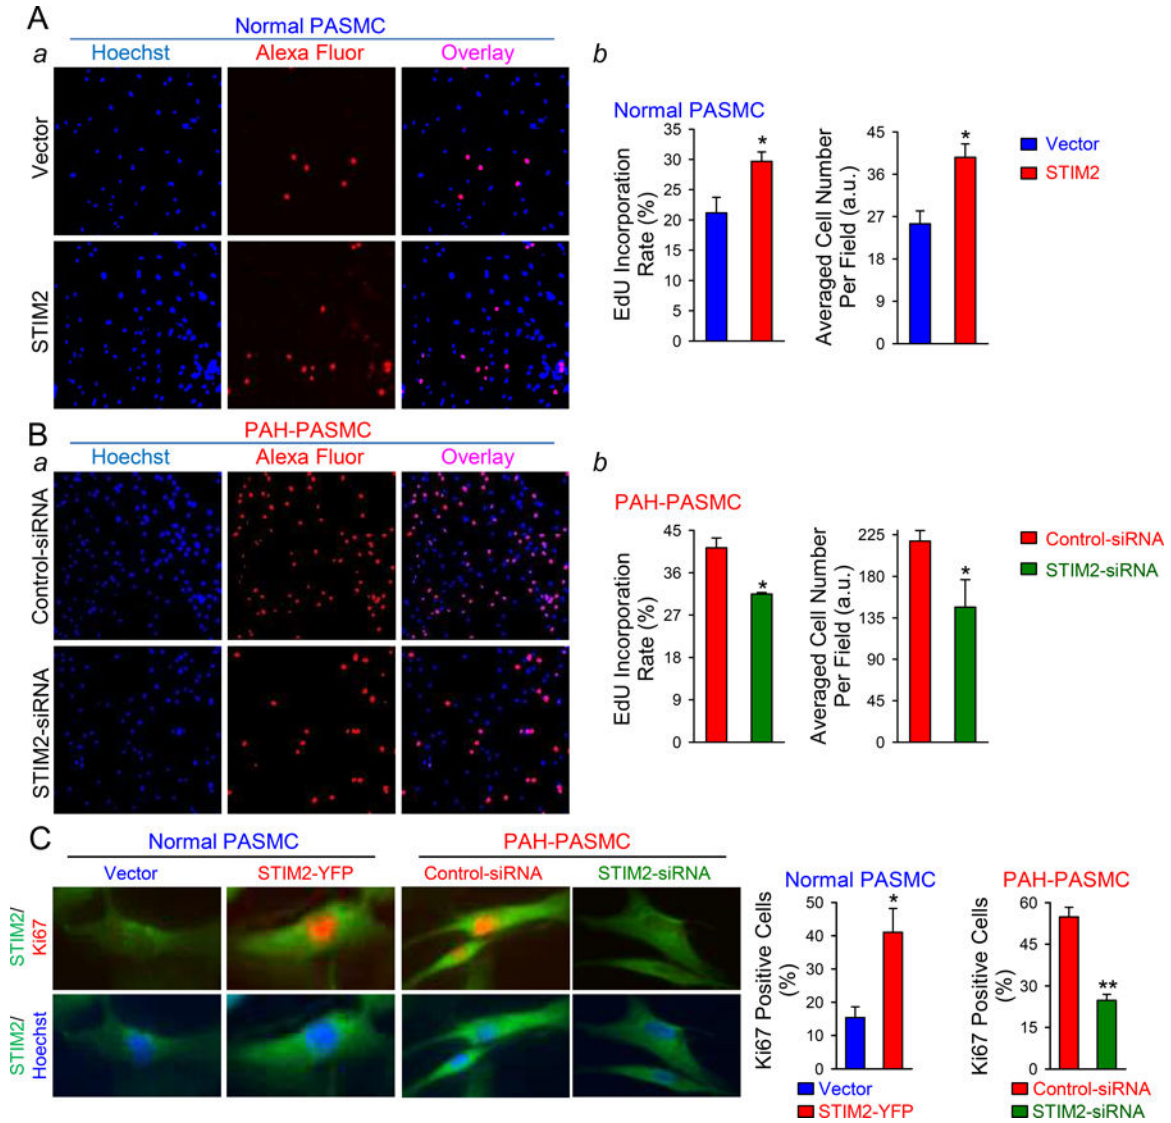 A
Normal PASMC
a
Hoechst
Alexa Fluor
Overlay
Vector
STIM2
b
Normal PASMC
EdU Incorporation
Rate (%)
35
30
25
20
15
10
5
0
*
Averaged Cell Number
Per Field (a.u.)
45
36
27
18
9
0
*
Vector
STIM2
B
PAH-PASMC
a
Hoechst
Alexa Fluor
Overlay
Control-siRNA
STIM2-siRNA
b
PAH-PASMC
EdU Incorporation
Rate (%)
45
36
27
18
9
0
*
Averaged Cell Number
Per Field (a.u.)
225
180
135
90
45
0
*
Control-siRNA
STIM2-siRNA
C
Normal PASMC
PAH-PASMC
Vector
STIM2-YFP
Control-siRNA
STIM2-siRNA
STIM2/
Ki67
STIM2/
Hoechst
Normal PASMC
Ki67 Positive Cells
(%)
50
40
30
20
10
0
*
Vector
STIM2-YFP
PAH-PASMC
Ki67 Positive Cells
(%)
60
45
30
15
0
**
Control-siRNA
STIM2-siRNA